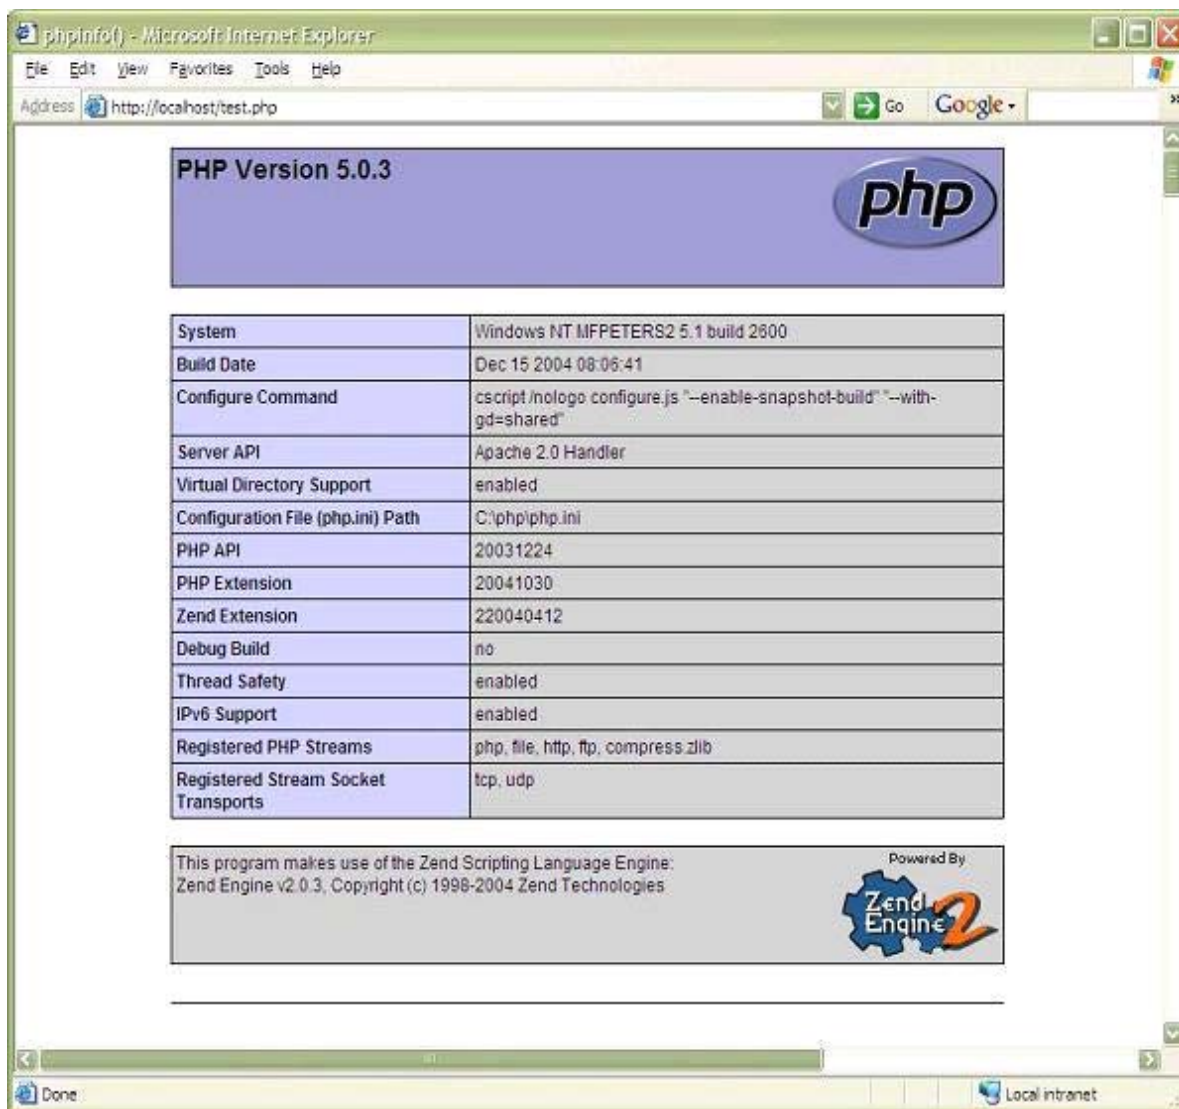 phpinfo() - Microsoft Internet Explorer
File Edit View Favorites Tools Help
Address http://localhost/test.php Go Google
PHP Version 5.0.3
php
System Windows NT MFPETERS2 5.1 build 2600
Build Date Dec 15 2004 08:06:41
Configure Command cscript /nologo configure.js "--enable-snapshot-build" "--with-
gd=shared"
Server API Apache 2.0 Handler
Virtual Directory Support enabled
Configuration File (php.ini) Path C:\php\php.ini
PHP API 20031224
PHP Extension 20041030
Zend Extension 220040412
Debug Build no
Thread Safety enabled
IPv6 Support enabled
Registered PHP Streams php, file, http, ftp, compress.zlib
Registered Stream Socket tcp, udp
Transports
This program makes use of the Zend Scripting Language Engine:
Zend Engine v2.0.3, Copyright (c) 1998-2004 Zend Technologies
Powered By
Zend
Engine 2
Done Local intranet